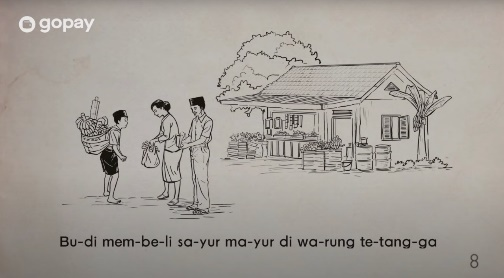 gopay
Bu-di mem-be-li sa-yur ma-yur di wa-rung te-tang-ga
8